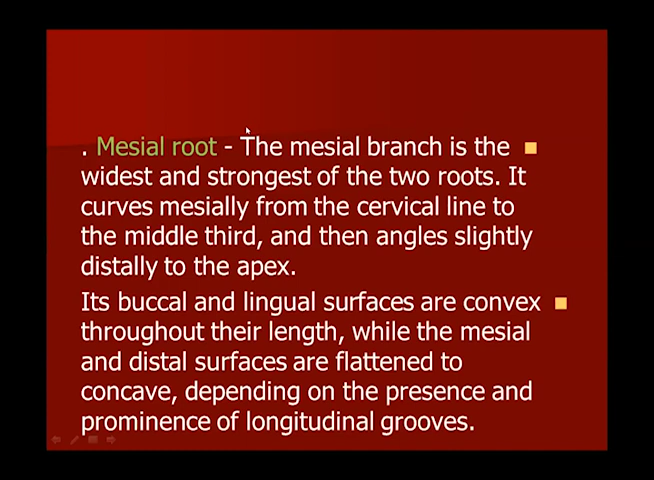 . Mesial root - The mesial branch is the
widest and strongest of the two roots. It
curves mesially from the cervical line to
the middle third, and then angles slightly
distally to the apex.
Its buccal and lingual surfaces are convex
throughout their length, while the mesial
and distal surfaces are flattened to
concave, depending on the presence and
prominence of longitudinal grooves.